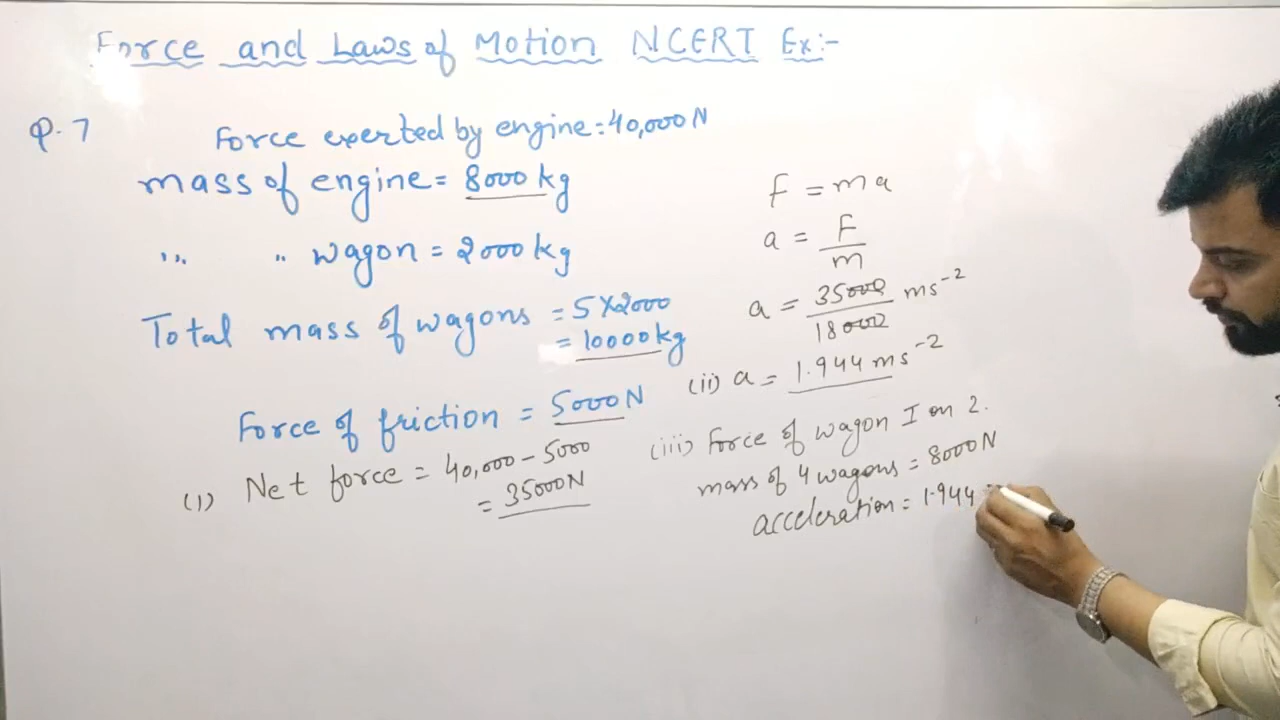 Force and Laws of Motion NCERT Ex:-
Q.7 Force exerted by engine = 40,000 N
mass of engine = 8000 kg
,,, ,, wagon = 2000 kg
Total mass of wagons = 5 × 2000
= 10000 kg
Force of friction = 5000 N
(1) Net force = 40,000 - 5000
= 35000 N
F = ma
a = F/m
a = 35000/18000 ms⁻²
(ii) a = 1.944 ms⁻²
(iii) Force of wagon I on 2.
mass of 4 wagons = 8000 N
acceleration = 1.944